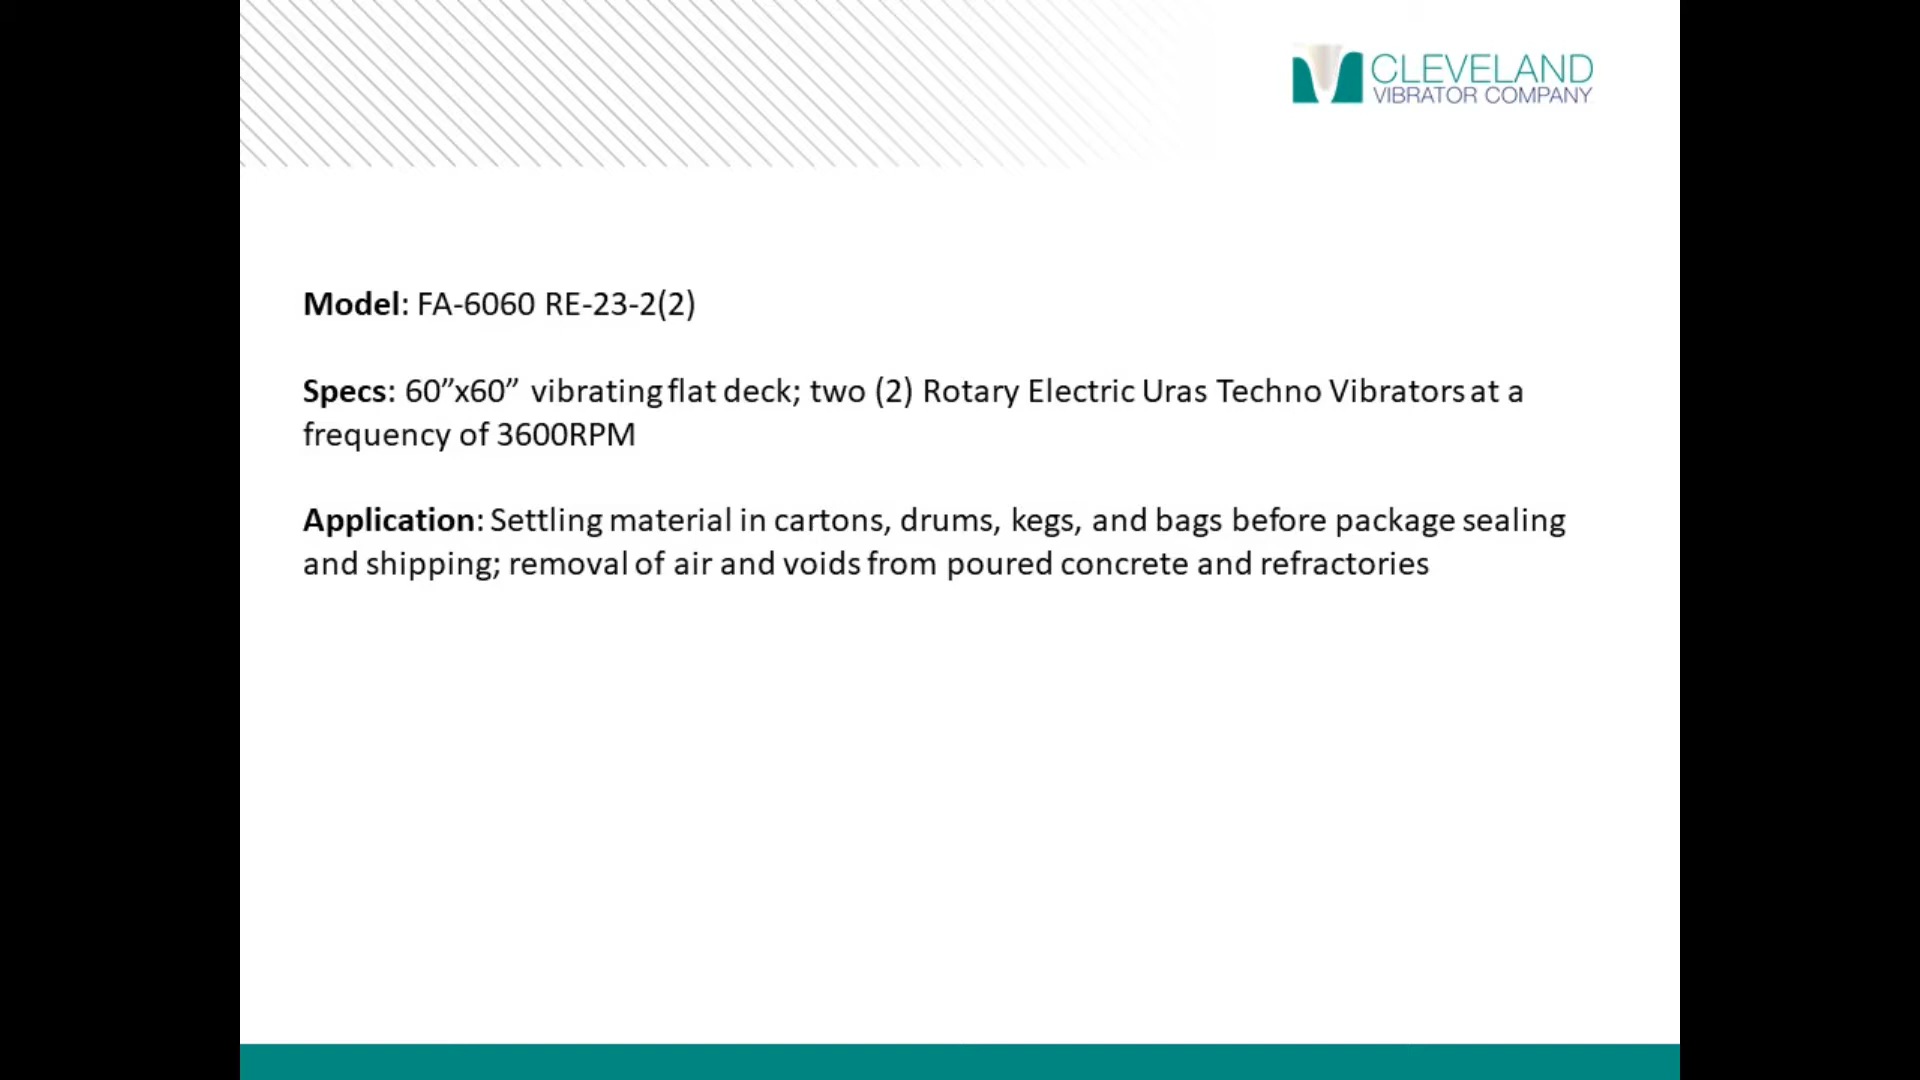 CLEVELAND
VIBRATOR COMPANY
Model: FA-6060 RE-23-2(2)
Specs: 60”x60” vibrating flat deck; two (2) Rotary Electric Uras Techno Vibrators at a
frequency of 3600RPM
Application: Settling material in cartons, drums, kegs, and bags before package sealing
and shipping; removal of air and voids from poured concrete and refractories